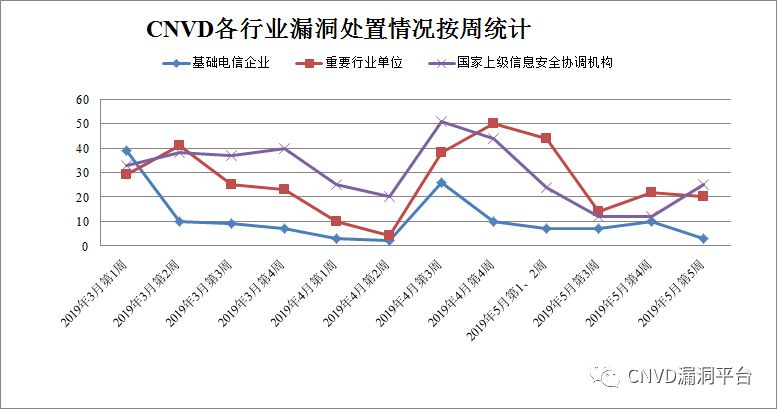 CNVD各行业漏洞处置情况按周统计
基础电信企业 重要行业单位 国家上级信息安全协调机构
60
50
40
30
20
10
0
2019年3月第1周
2019年3月第2周
2019年3月第3周
2019年3月第4周
2019年4月第1周
2019年4月第2周
2019年4月第3周
2019年4月第4周
2019年5月第1、2周
2019年5月第3周
2019年5月第4周
2019年5月第5周
CNVD漏洞平台